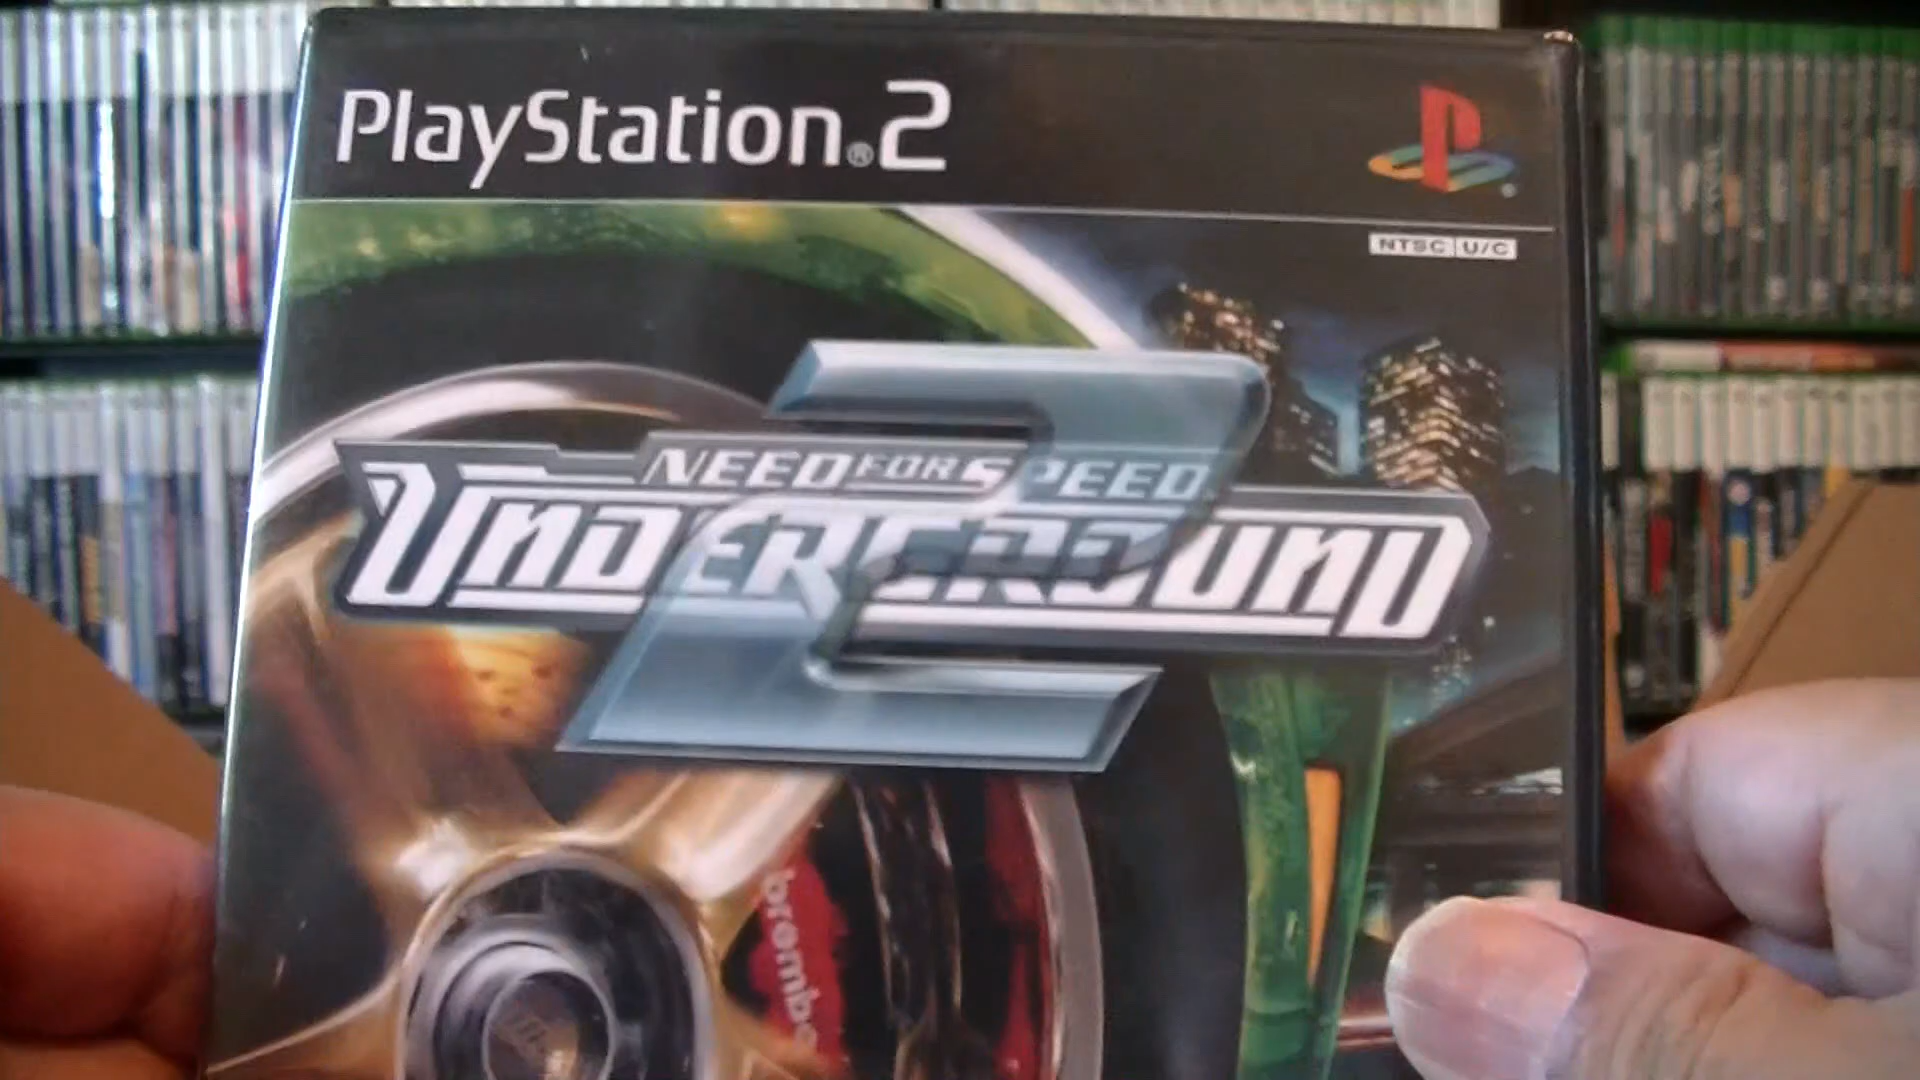 PlayStation®2
NTSC U/C
NEED FOR SPEED
UNDERGROUND
2
brembo